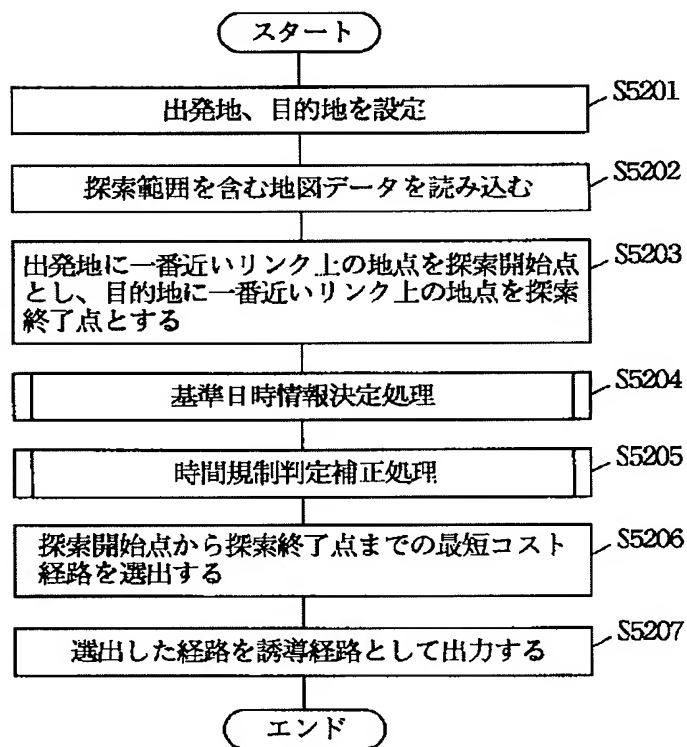 スタート
出発地、目的地を設定
S5201
探索範囲を含む地図データを読み込む
S5202
出発地に一番近いリンク上の地点を探索開始点
とし、目的地に一番近いリンク上の地点を探索
終了点とする
S5203
基準日時情報決定処理
S5204
時間規制判定補正処理
S5205
探索開始点から探索終了点までの最短コスト
経路を選出する
S5206
選出した経路を誘導経路として出力する
S5207
エンド